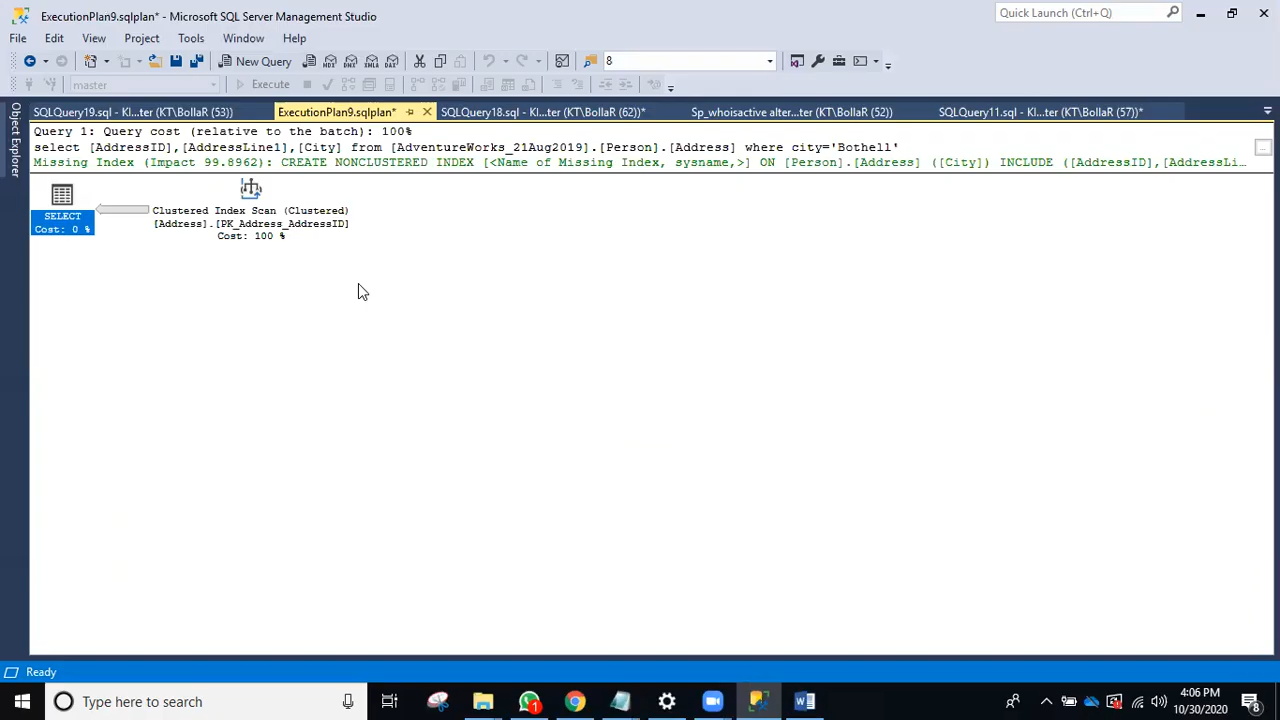 ExecutionPlan9.sqlplan* - Microsoft SQL Server Management Studio
Quick Launch (Ctrl+Q)
File Edit View Project Tools Window Help
New Query
8
master
Execute
SQLQuery19.sql - Kl...ter (KT\BollaR (53))
ExecutionPlan9.sqlplan*
SQLQuery18.sql - Kl...ter (KT\BollaR (62))*
Sp_whoisactive alter...ter (KT\BollaR (52))
SQLQuery11.sql - Kl...ter (KT\BollaR (57))*
Object Explorer
Query 1: Query cost (relative to the batch): 100%
select [AddressID],[AddressLine1],[City] from [AdventureWorks_21Aug2019].[Person].[Address] where city='Bothell'
Missing Index (Impact 99.8962): CREATE NONCLUSTERED INDEX [<Name of Missing Index, sysname,>] ON [Person].[Address] ([City]) INCLUDE ([AddressID],[AddressLi...
SELECT
Cost: 0 %
Clustered Index Scan (Clustered)
[Address].[PK_Address_AddressID]
Cost: 100 %
Ready
Type here to search
1
4:06 PM
10/30/2020
8